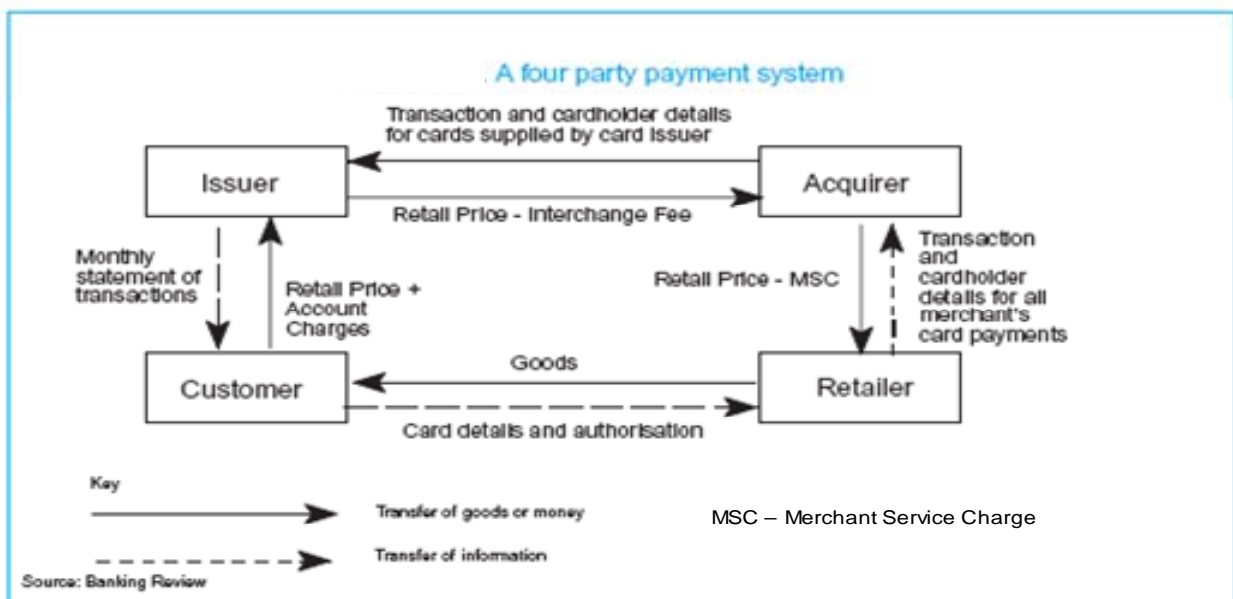 A four party payment system
Transaction and cardholder details
for cards supplied by card issuer
Issuer
Acquirer
Retail Price - Interchange Fee
Monthly
statement of
transactions
Retail Price +
Account
Charges
Retail Price - MSC
Transaction
and
cardholder
details for all
merchant's
card payments
Goods
Customer
Retailer
Card details and authorisation
Key
Transfer of goods or money
MSC – Merchant Service Charge
Transfer of information
Source: Banking Review